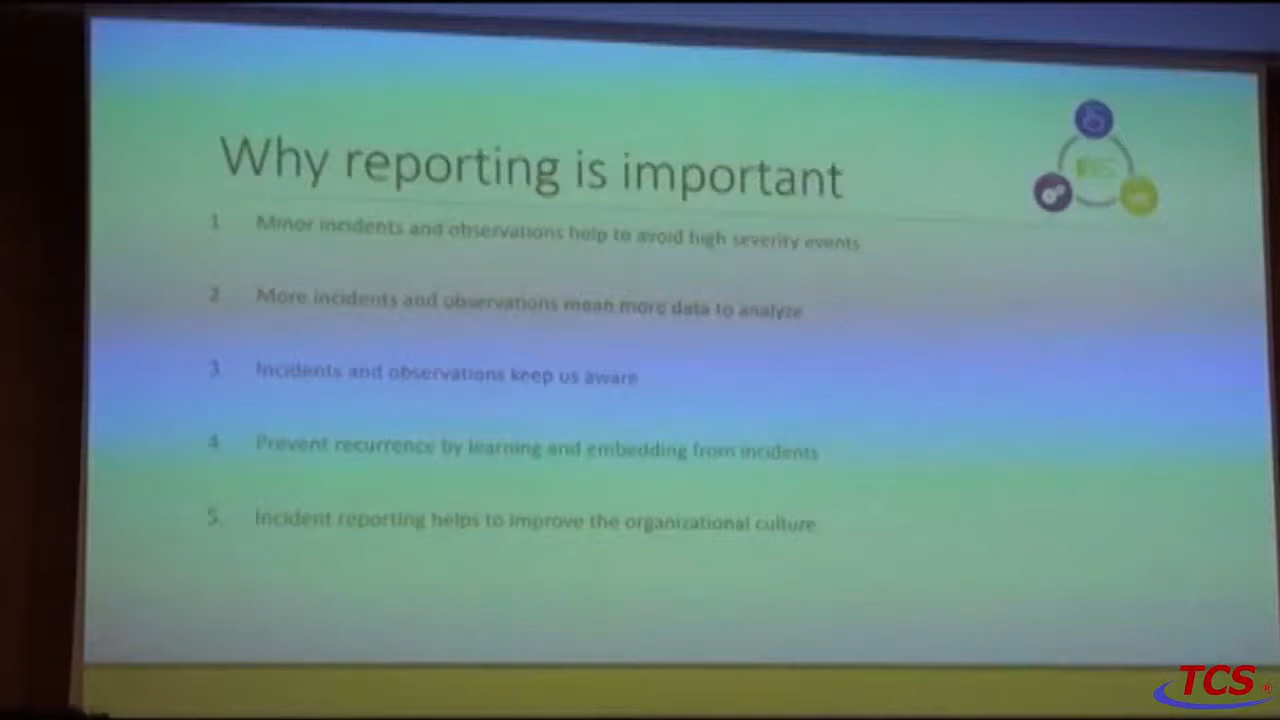 Why reporting is important
1 Minor incidents and observations help to avoid high severity events
2 More incidents and observations mean more data to analyze
3 Incidents and observations keep us aware
4 Prevent recurrence by learning and embedding from incidents
5. Incident reporting helps to improve the organizational culture
TCS